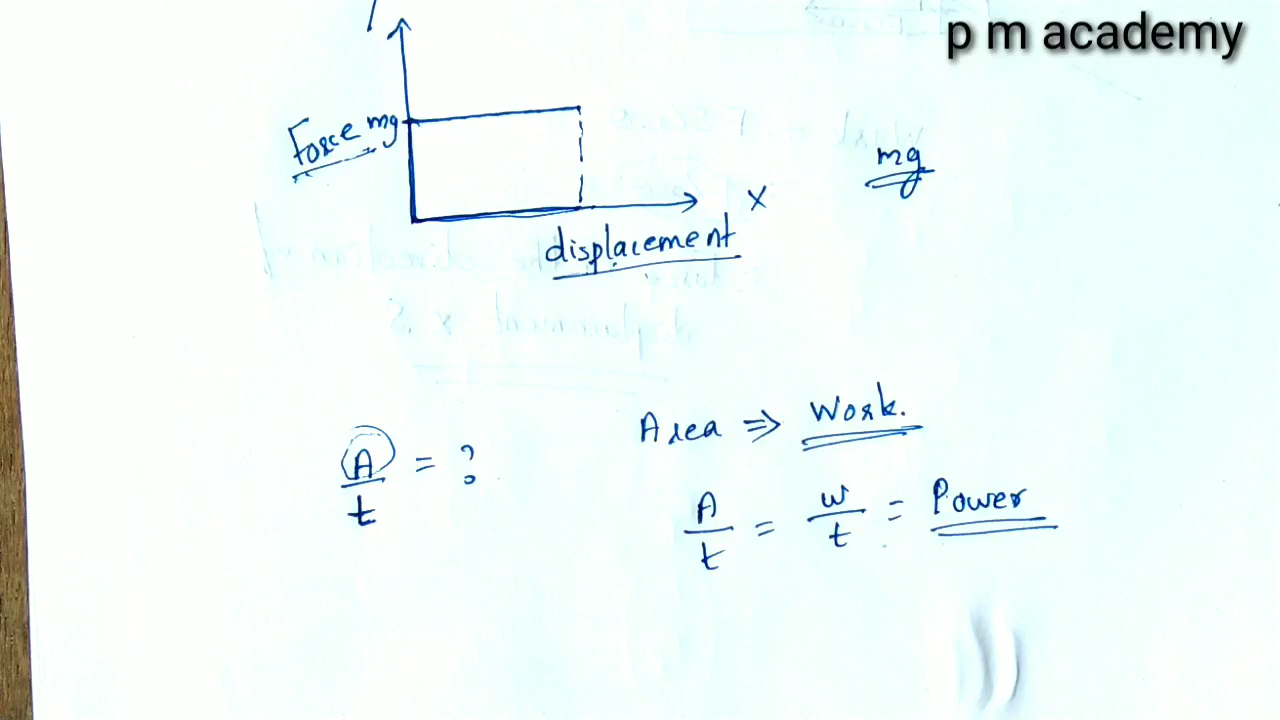 p m academy
Force mg
mg
x
displacement
Area ⇒ Work.
A/t = ?
A/t = w/t = Power